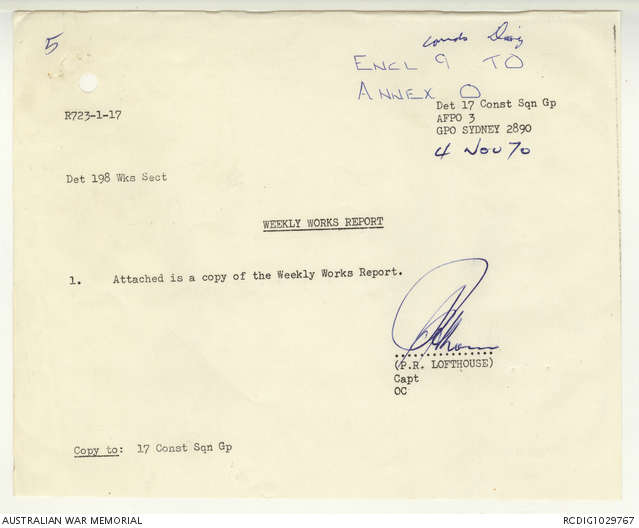 5
Comds Diary
ENCL 9 TO
ANNEX O
R723-1-17
Det 17 Const Sqn Gp
AFPO 3
GPO SYDNEY 2890
4 Nov 70
Det 198 Wks Sect
WEEKLY WORKS REPORT
1. Attached is a copy of the Weekly Works Report.
(P.R. LOFTHOUSE)
Capt
OC
Copy to: 17 Const Sqn Gp
AUSTRALIAN WAR MEMORIAL
RCDIG1029767